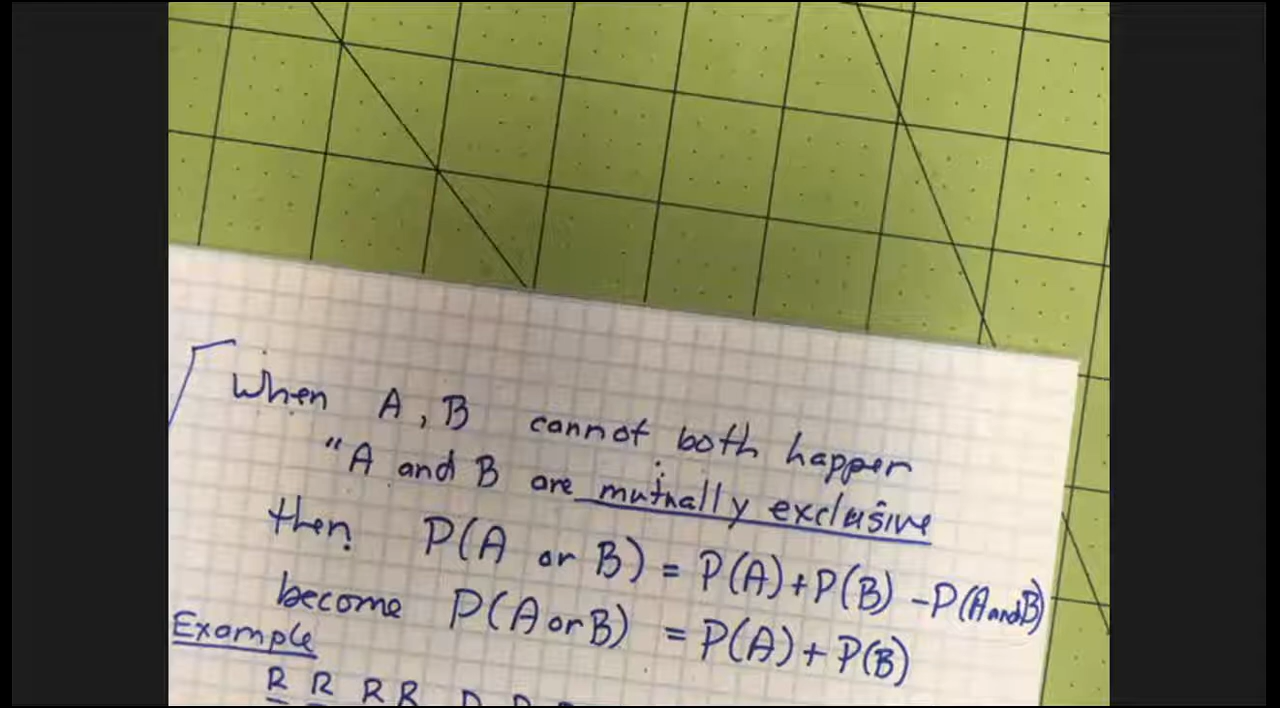 When A, B cannot both happen
"A and B are mutually exclusive
then P(A or B) = P(A) + P(B) - P(A and B)
become P(A or B) = P(A) + P(B)
Example
R R R R